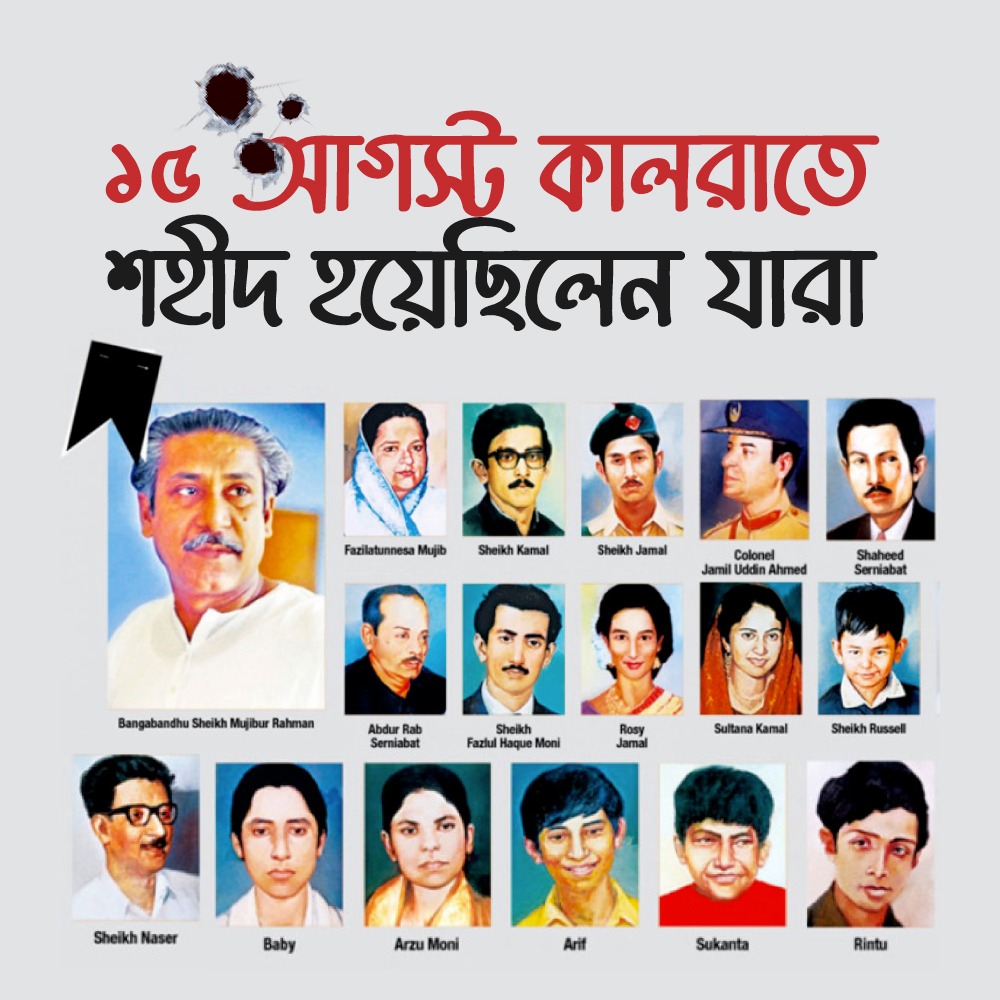 ১৫ আগস্ট কালরাতে
শহীদ হয়েছিলেন যারা
Bangabandhu Sheikh Mujibur Rahman
Fazilatunnesa Mujib
Sheikh Kamal
Sheikh Jamal
Colonel
Jamil Uddin Ahmed
Shaheed
Serniabat
Abdur Rab
Serniabat
Sheikh
Fazlul Haque Moni
Rosy
Jamal
Sultana Kamal
Sheikh Russell
Sheikh Naser
Baby
Arzu Moni
Arif
Sukanta
Rintu